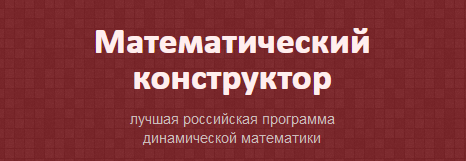 Математический
конструктор
лучшая российская программа
динамической математики